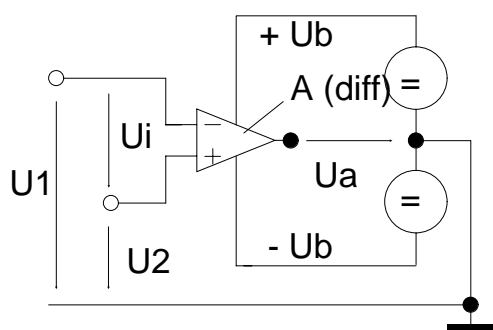 + Ub
A (diff)
=
−
Ui
+
U1
Ua
=
U2
- Ub